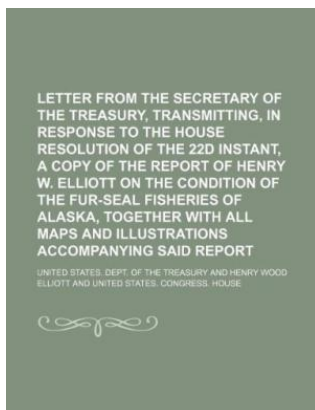 LETTER FROM THE SECRETARY OF
THE TREASURY, TRANSMITTING, IN
RESPONSE TO THE HOUSE
RESOLUTION OF THE 22D INSTANT,
A COPY OF THE REPORT OF HENRY
W. ELLIOTT ON THE CONDITION OF
THE FUR-SEAL FISHERIES OF
ALASKA, TOGETHER WITH ALL
MAPS AND ILLUSTRATIONS
ACCOMPANYING SAID REPORT
UNITED STATES. DEPT. OF THE TREASURY AND HENRY WOOD
ELLIOTT AND UNITED STATES. CONGRESS. HOUSE